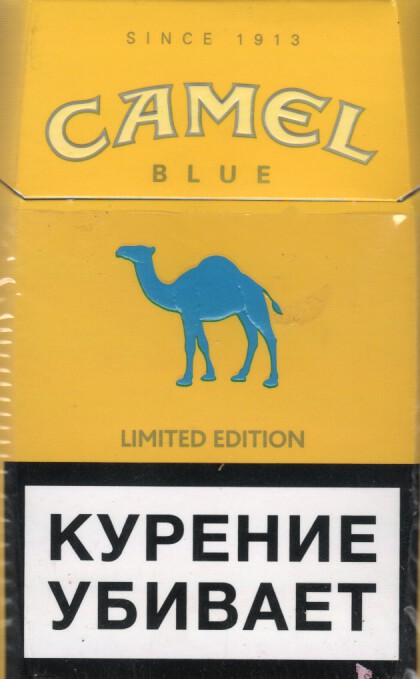 SINCE 1913
CAMEL
BLUE
LIMITED EDITION
КУРЕНИЕ
УБИВАЕТ